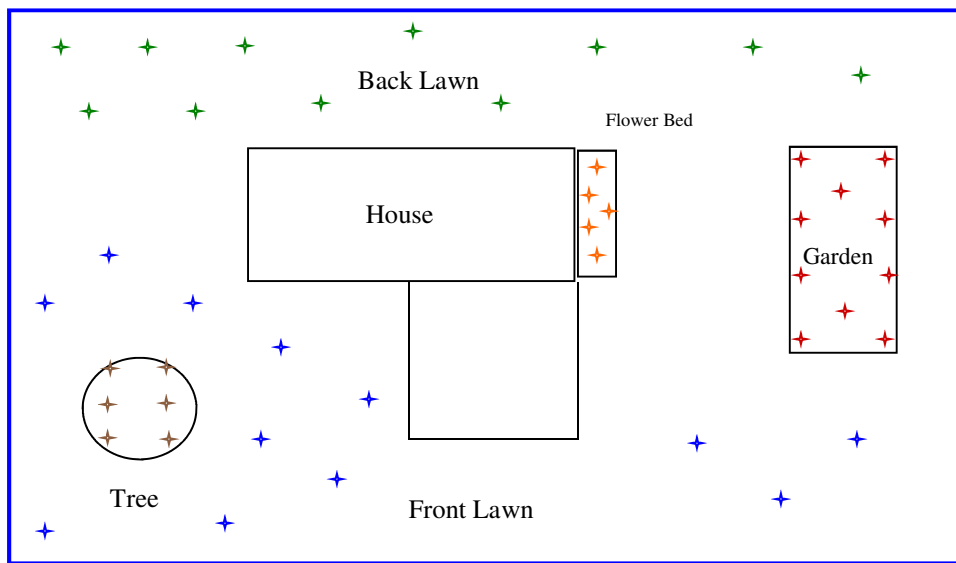 Back Lawn
Flower Bed
House
Garden
Tree
Front Lawn